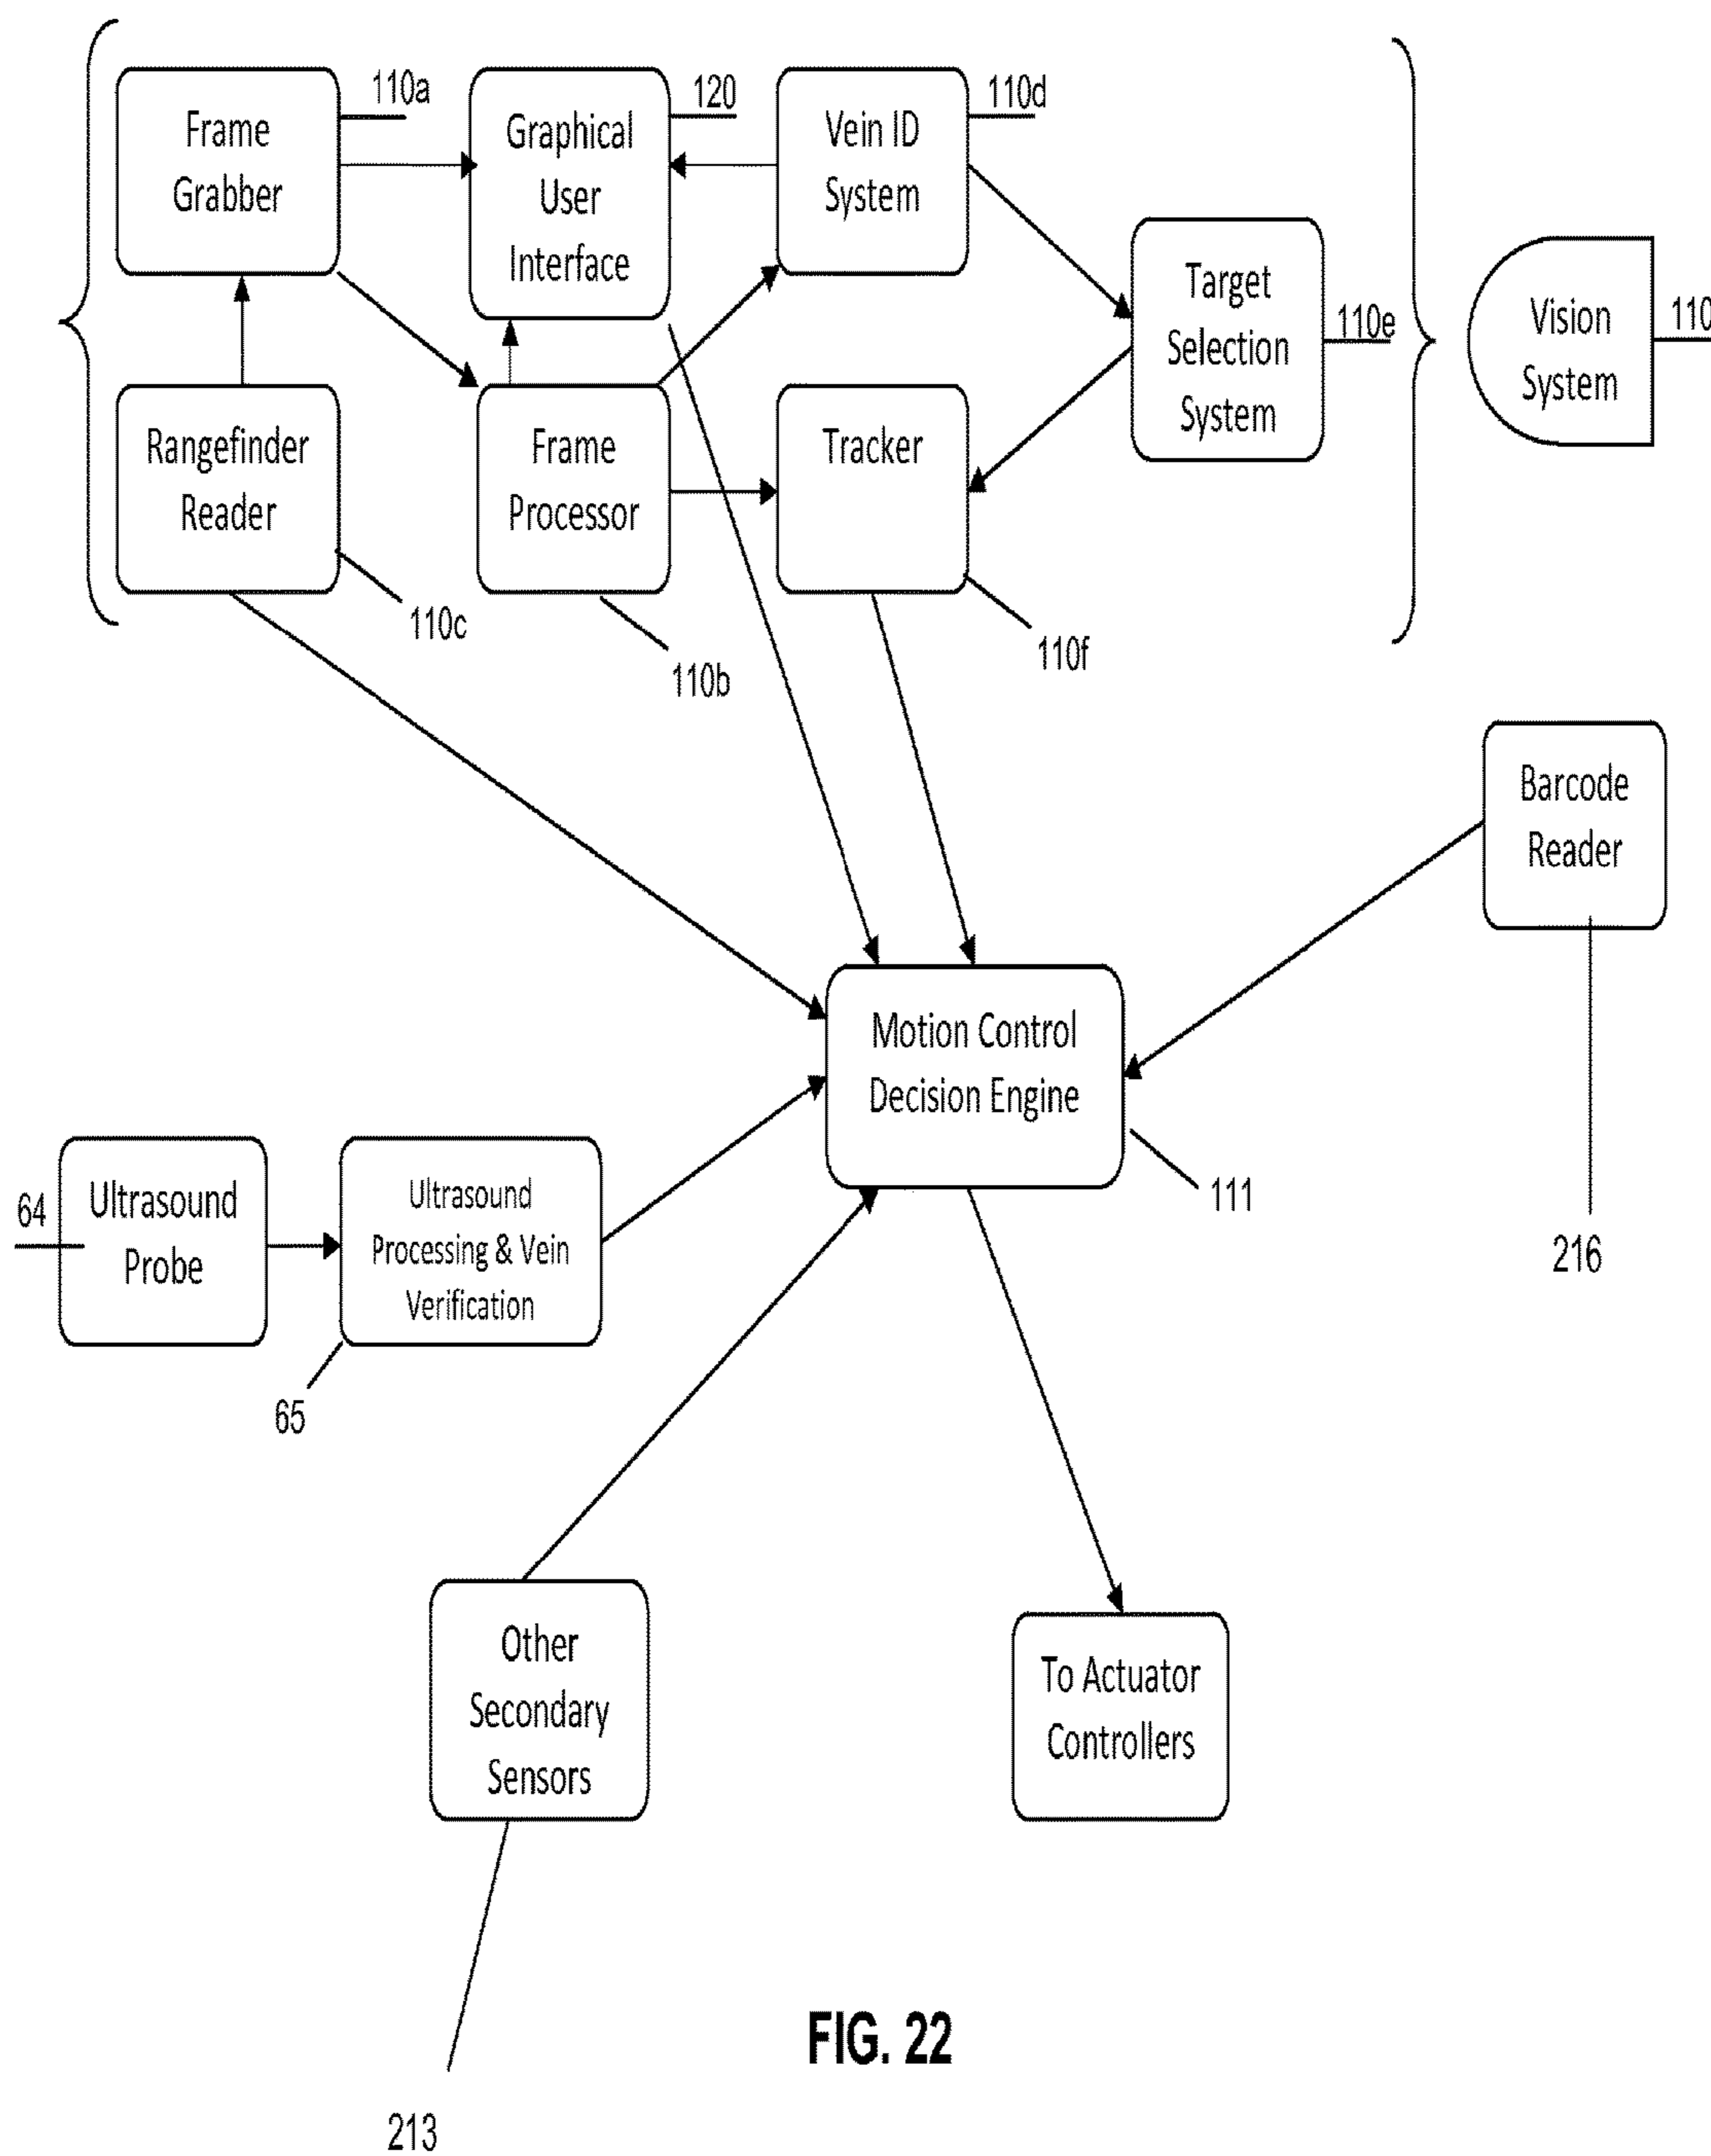 Frame
Grabber
110a
Graphical
User
Interface
120
Vein ID
System
110d
Target
Selection
System
110e
Vision
System
110
Rangefinder
Reader
110c
Frame
Processor
110b
Tracker
110f
Barcode
Reader
216
Motion Control
Decision Engine
111
64
Ultrasound
Probe
Ultrasound
Processing & Vein
Verification
65
Other
Secondary
Sensors
213
To Actuator
Controllers
FIG. 22